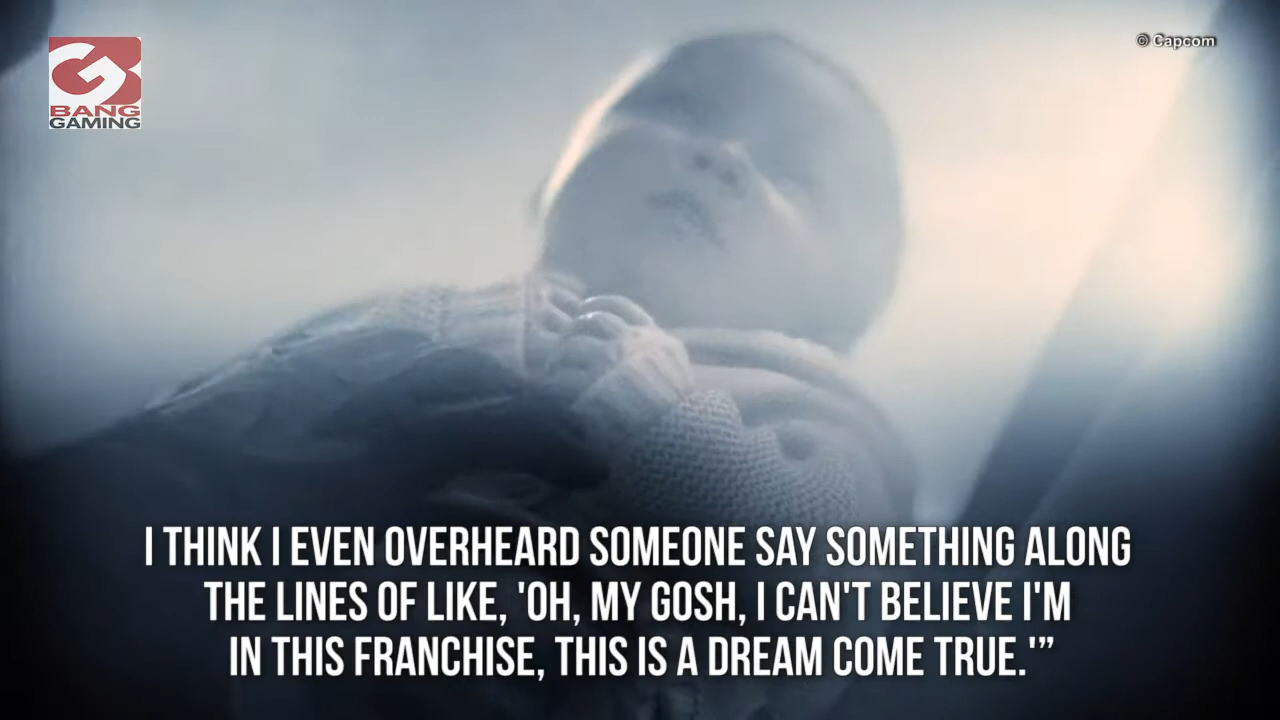 BANG
GAMING
© Capcom
I THINK I EVEN OVERHEARD SOMEONE SAY SOMETHING ALONG
THE LINES OF LIKE, 'OH, MY GOSH, I CAN'T BELIEVE I'M
IN THIS FRANCHISE, THIS IS A DREAM COME TRUE.'”